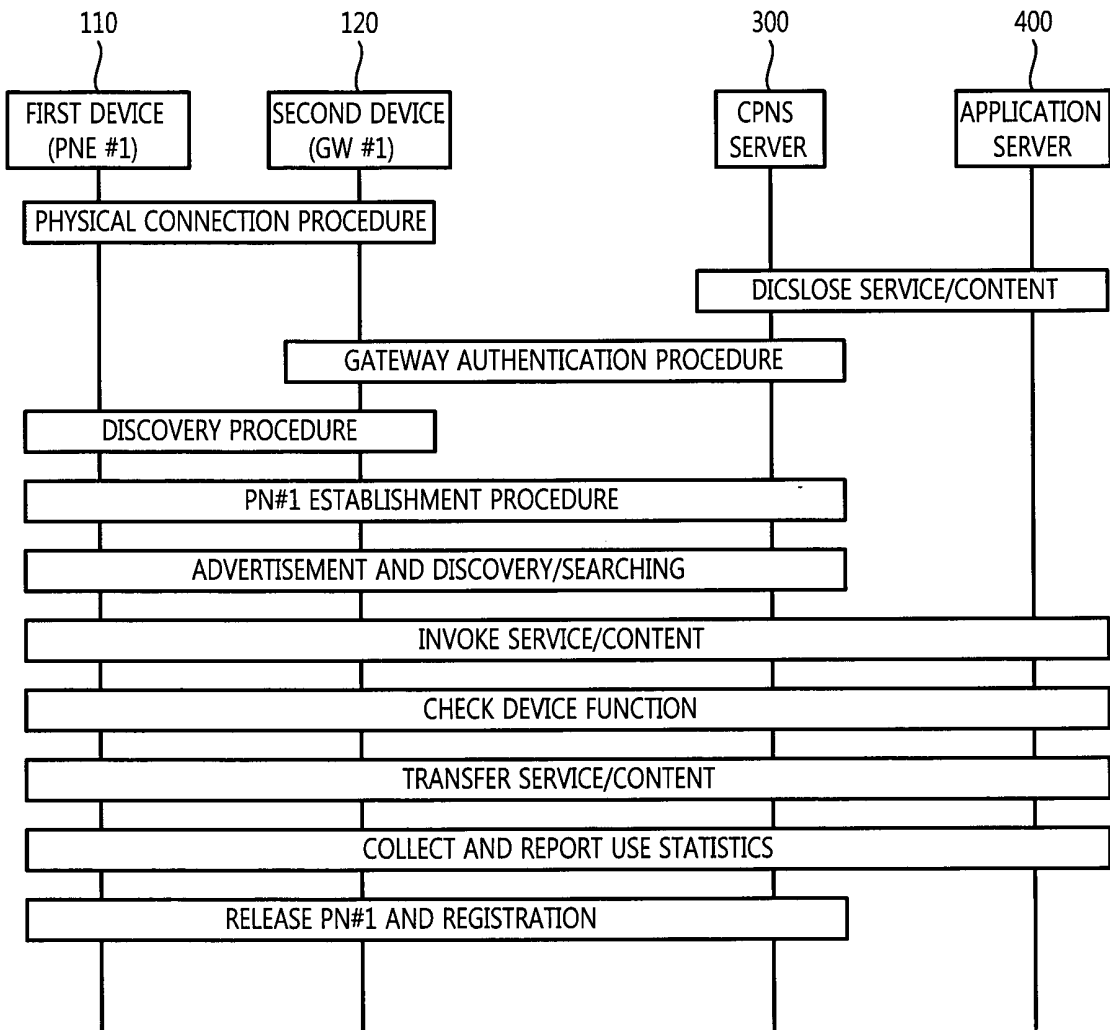 110
120
300
400
FIRST DEVICE
(PNE #1)
SECOND DEVICE
(GW #1)
CPNS
SERVER
APPLICATION
SERVER
PHYSICAL CONNECTION PROCEDURE
DICSLOSE SERVICE/CONTENT
GATEWAY AUTHENTICATION PROCEDURE
DISCOVERY PROCEDURE
PN#1 ESTABLISHMENT PROCEDURE
ADVERTISEMENT AND DISCOVERY/SEARCHING
INVOKE SERVICE/CONTENT
CHECK DEVICE FUNCTION
TRANSFER SERVICE/CONTENT
COLLECT AND REPORT USE STATISTICS
RELEASE PN#1 AND REGISTRATION